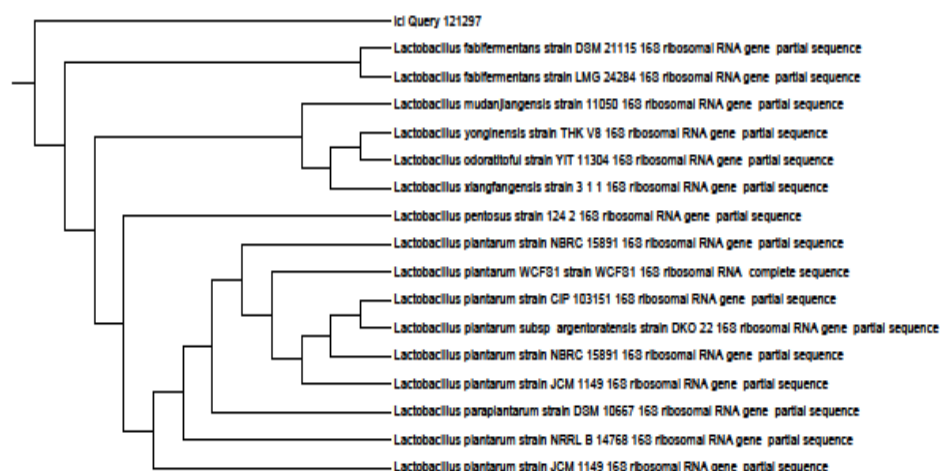 lcl Query 121297
Lactobacillus fabifermentans strain DSM 21115 16S ribosomal RNA gene partial sequence
Lactobacillus fabifermentans strain LMG 24284 16S ribosomal RNA gene partial sequence
Lactobacillus mudanjiangensis strain 11050 16S ribosomal RNA gene partial sequence
Lactobacillus yonginensis strain THK V8 16S ribosomal RNA gene partial sequence
Lactobacillus odoratitofui strain YIT 11304 16S ribosomal RNA gene partial sequence
Lactobacillus xiangfangensis strain 3 1 1 16S ribosomal RNA gene partial sequence
Lactobacillus pentosus strain 124 2 16S ribosomal RNA gene partial sequence
Lactobacillus plantarum strain NBRC 15891 16S ribosomal RNA gene partial sequence
Lactobacillus plantarum WCFS1 strain WCFS1 16S ribosomal RNA complete sequence
Lactobacillus plantarum strain CIP 103151 16S ribosomal RNA gene partial sequence
Lactobacillus plantarum subsp argentoratensis strain DKO 22 16S ribosomal RNA gene partial sequence
Lactobacillus plantarum strain NBRC 15891 16S ribosomal RNA gene partial sequence
Lactobacillus plantarum strain JCM 1149 16S ribosomal RNA gene partial sequence
Lactobacillus paraplantarum strain DSM 10667 16S ribosomal RNA gene partial sequence
Lactobacillus plantarum strain NRRL B 14768 16S ribosomal RNA gene partial sequence
Lactobacillus plantarum strain JCM 1149 16S ribosomal RNA gene partial sequence